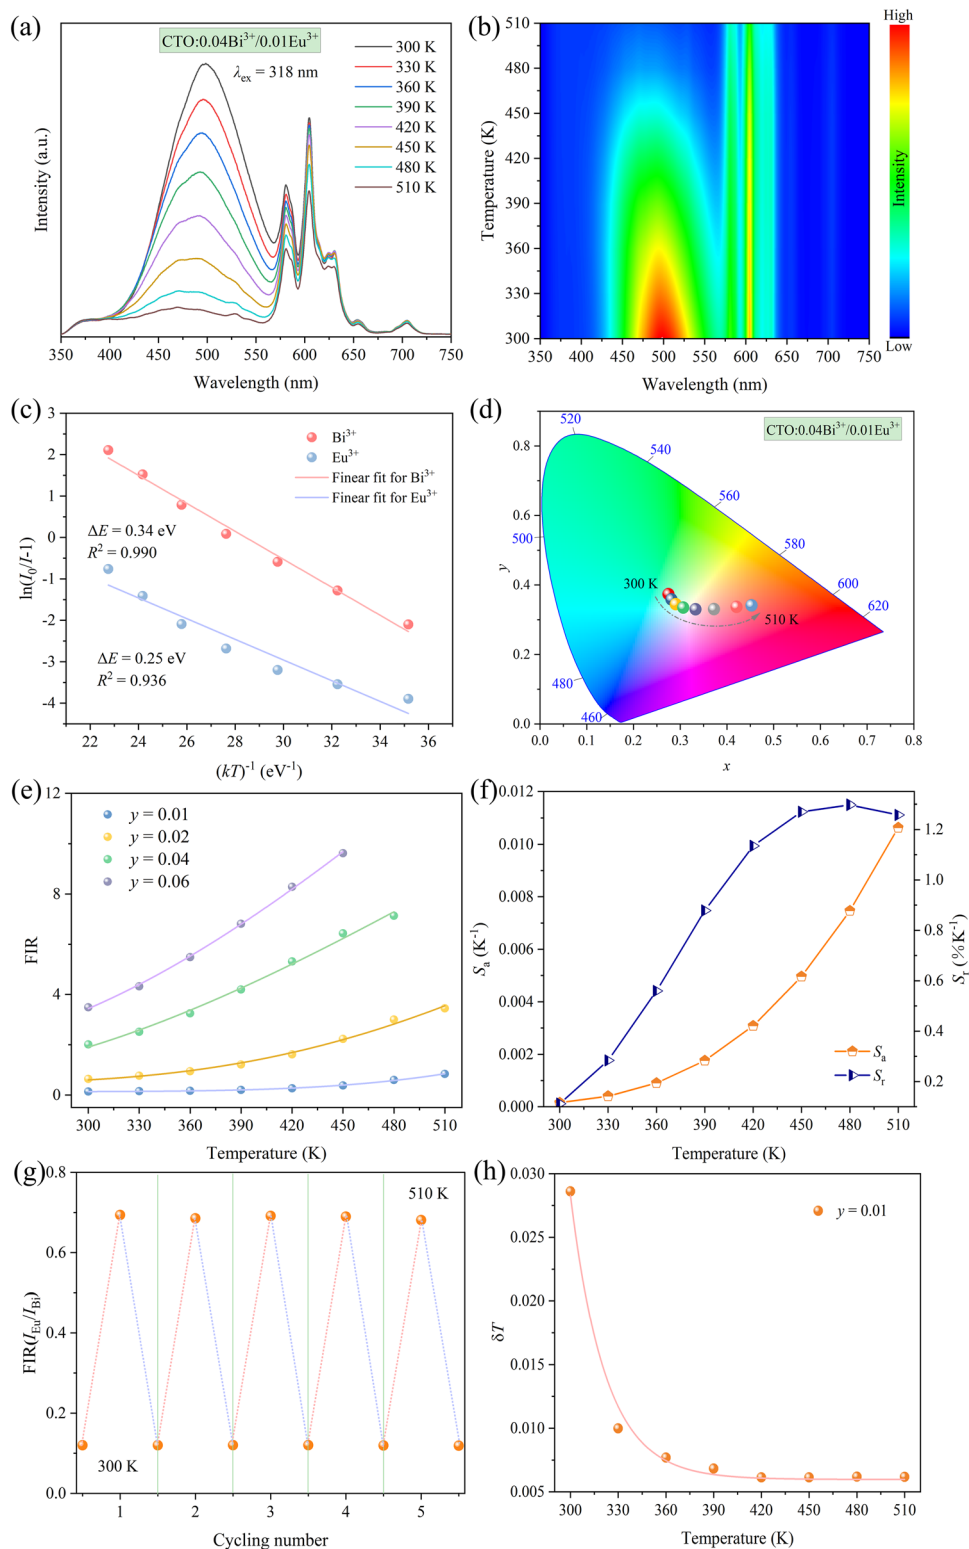 (a)
CTO:0.04Bi³⁺/0.01Eu³⁺
λex = 318 nm
300 K
330 K
360 K
390 K
420 K
450 K
480 K
510 K
Intensity (a.u.)
350 400 450 500 550 600 650 700 750
Wavelength (nm)
(b)
510
480
450
420
390
360
330
300
Temperature (K)
350 400 450 500 550 600 650 700 750
Wavelength (nm)
High
Intensity
Low
(c)
3
2
1
0
-1
-2
-3
-4
ln(I₀/I-1)
Bi³⁺
Eu³⁺
Finear fit for Bi³⁺
Finear fit for Eu³⁺
ΔE = 0.34 eV
R² = 0.990
ΔE = 0.25 eV
R² = 0.936
22 24 26 28 30 32 34 36
(kT)⁻¹ (eV⁻¹)
(d)
CTO:0.04Bi³⁺/0.01Eu³⁺
0.8
0.6
0.4
0.2
0.0
y
520
540
560
580
600
620
500
480
460
300 K
510 K
0.0 0.1 0.2 0.3 0.4 0.5 0.6 0.7 0.8
x
(e)
12
8
4
0
FIR
y = 0.01
y = 0.02
y = 0.04
y = 0.06
300 330 360 390 420 450 480 510
Temperature (K)
(f)
0.012
0.010
0.008
0.006
0.004
0.002
0.000
Sa (K⁻¹)
Sa
Sr
1.2
1.0
0.8
0.6
0.4
0.2
Sr (%K⁻¹)
300 330 360 390 420 450 480 510
Temperature (K)
(g)
0.8
0.6
0.4
0.2
0.0
FIR(IEu/IBi)
510 K
300 K
1 2 3 4 5
Cycling number
(h)
0.030
0.025
0.020
0.015
0.010
0.005
δT
y = 0.01
300 330 360 390 420 450 480 510
Temperature (K)